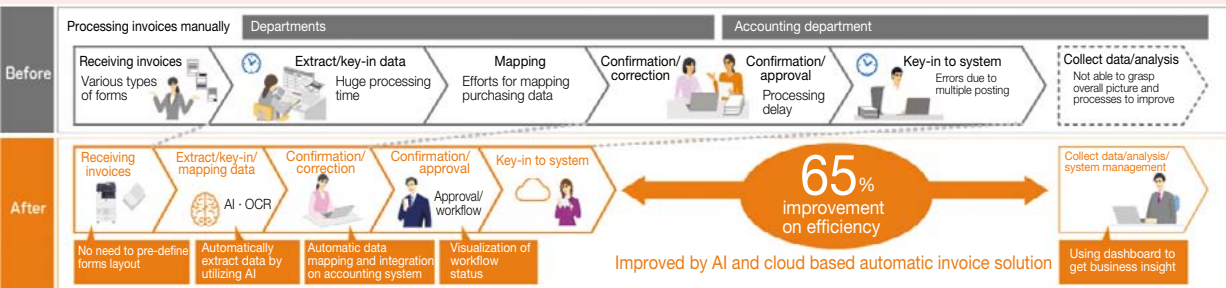 Processing invoices manually
Departments
Accounting department
Before
Receiving invoices
Various types
of forms
Extract/key-in data
Huge processing
time
Mapping
Efforts for mapping
purchasing data
Confirmation/
correction
Confirmation/
approval
Processing
delay
Key-in to system
Errors due to
multiple posting
Collect data/analysis
Not able to grasp
overall picture and
processes to improve
After
Receiving
invoices
Extract/key-in/
mapping data
AI · OCR
Confirmation/
correction
Confirmation/
approval
Approval/
workflow
Key-in to system
65%
improvement
on efficiency
Collect data/analysis/
system management
No need to pre-define
forms layout
Automatically
extract data by
utilizing AI
Automatic data
mapping and integration
on accounting system
Visualization of
workflow
status
Improved by AI and cloud based automatic invoice solution
Using dashboard to
get business insight